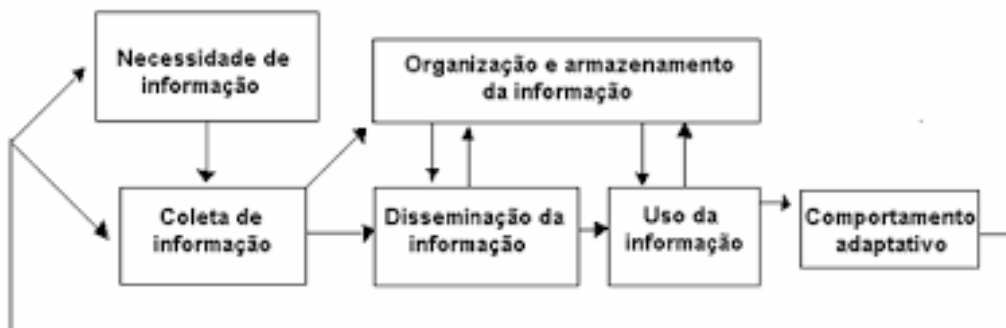 Necessidade de
informação
Organização e armazenamento
da informação
Coleta de
informação
Disseminação da
informação
Uso da
informação
Comportamento
adaptativo